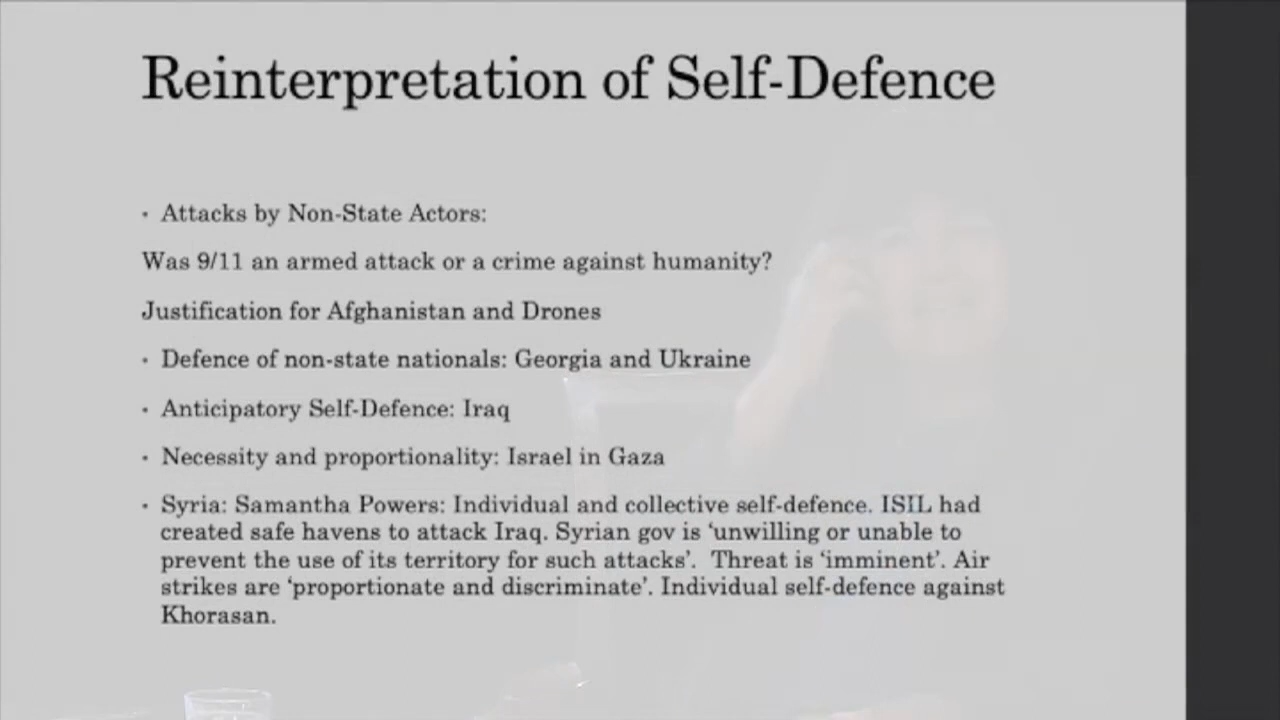 Reinterpretation of Self-Defence
• Attacks by Non-State Actors:
Was 9/11 an armed attack or a crime against humanity?
Justification for Afghanistan and Drones
• Defence of non-state nationals: Georgia and Ukraine
• Anticipatory Self-Defence: Iraq
• Necessity and proportionality: Israel in Gaza
• Syria: Samantha Powers: Individual and collective self-defence. ISIL had
created safe havens to attack Iraq. Syrian gov is ‘unwilling or unable to
prevent the use of its territory for such attacks’.  Threat is ‘imminent’. Air
strikes are ‘proportionate and discriminate’. Individual self-defence against
Khorasan.